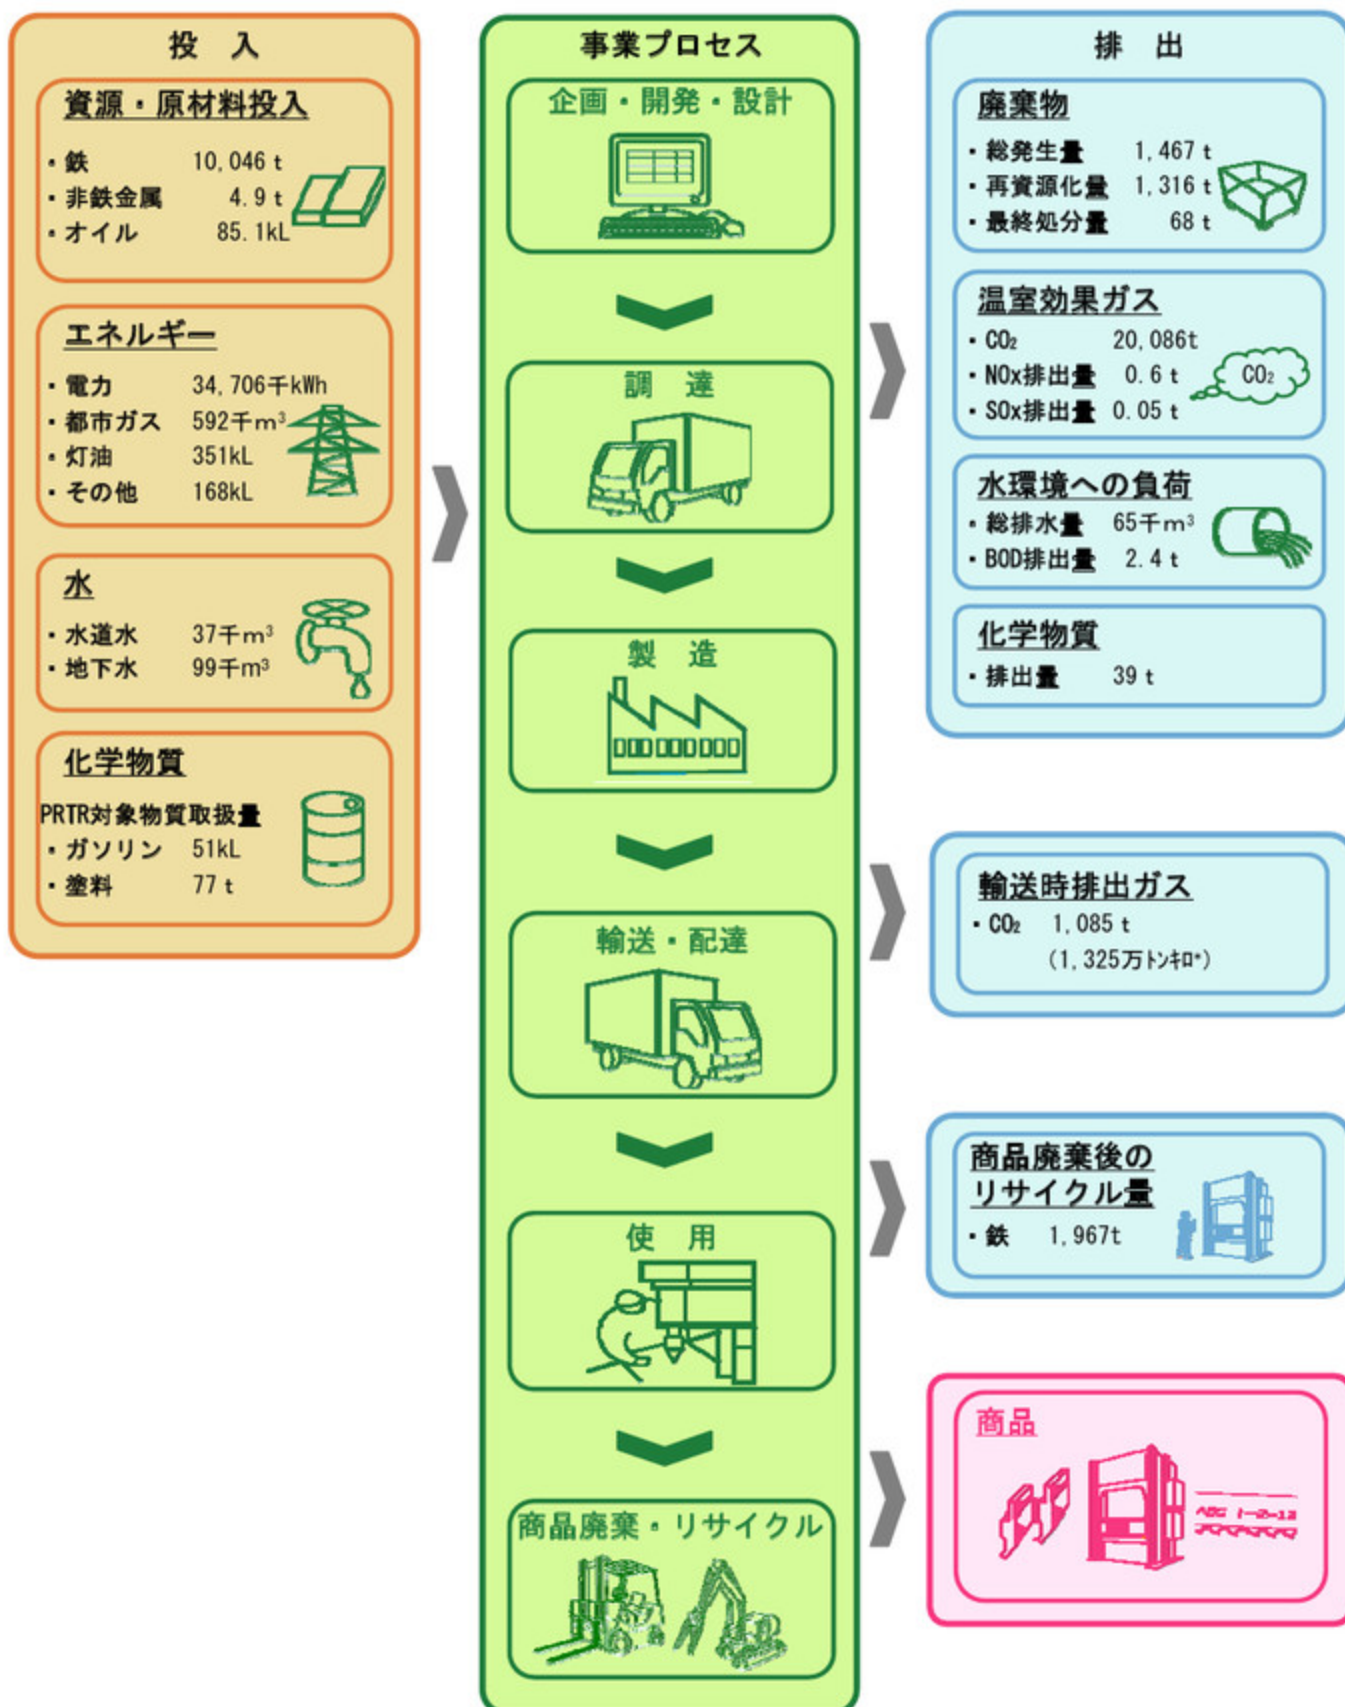 投 入
資源・原材料投入
・鉄 10,046 t
・非鉄金属 4.9 t
・オイル 85.1kL
エネルギー
・電力 34,706千kWh
・都市ガス 592千m³
・灯油 351kL
・その他 168kL
水
・水道水 37千m³
・地下水 99千m³
化学物質
PRTR対象物質取扱量
・ガソリン 51kL
・塗料 77 t
事業プロセス
企画・開発・設計
調 達
製 造
輸送・配達
使 用
商品廃棄・リサイクル
排 出
廃棄物
・総発生量 1,467 t
・再資源化量 1,316 t
・最終処分量 68 t
温室効果ガス
・CO₂ 20,086t
・NOx排出量 0.6 t
・SOx排出量 0.05 t
CO₂
水環境への負荷
・総排水量 65千m³
・BOD排出量 2.4 t
化学物質
・排出量 39 t
輸送時排出ガス
・CO₂ 1,085 t
(1,325万トンキロ*)
商品廃棄後の
リサイクル量
・鉄 1,967t
商品
ABC 1-2-13